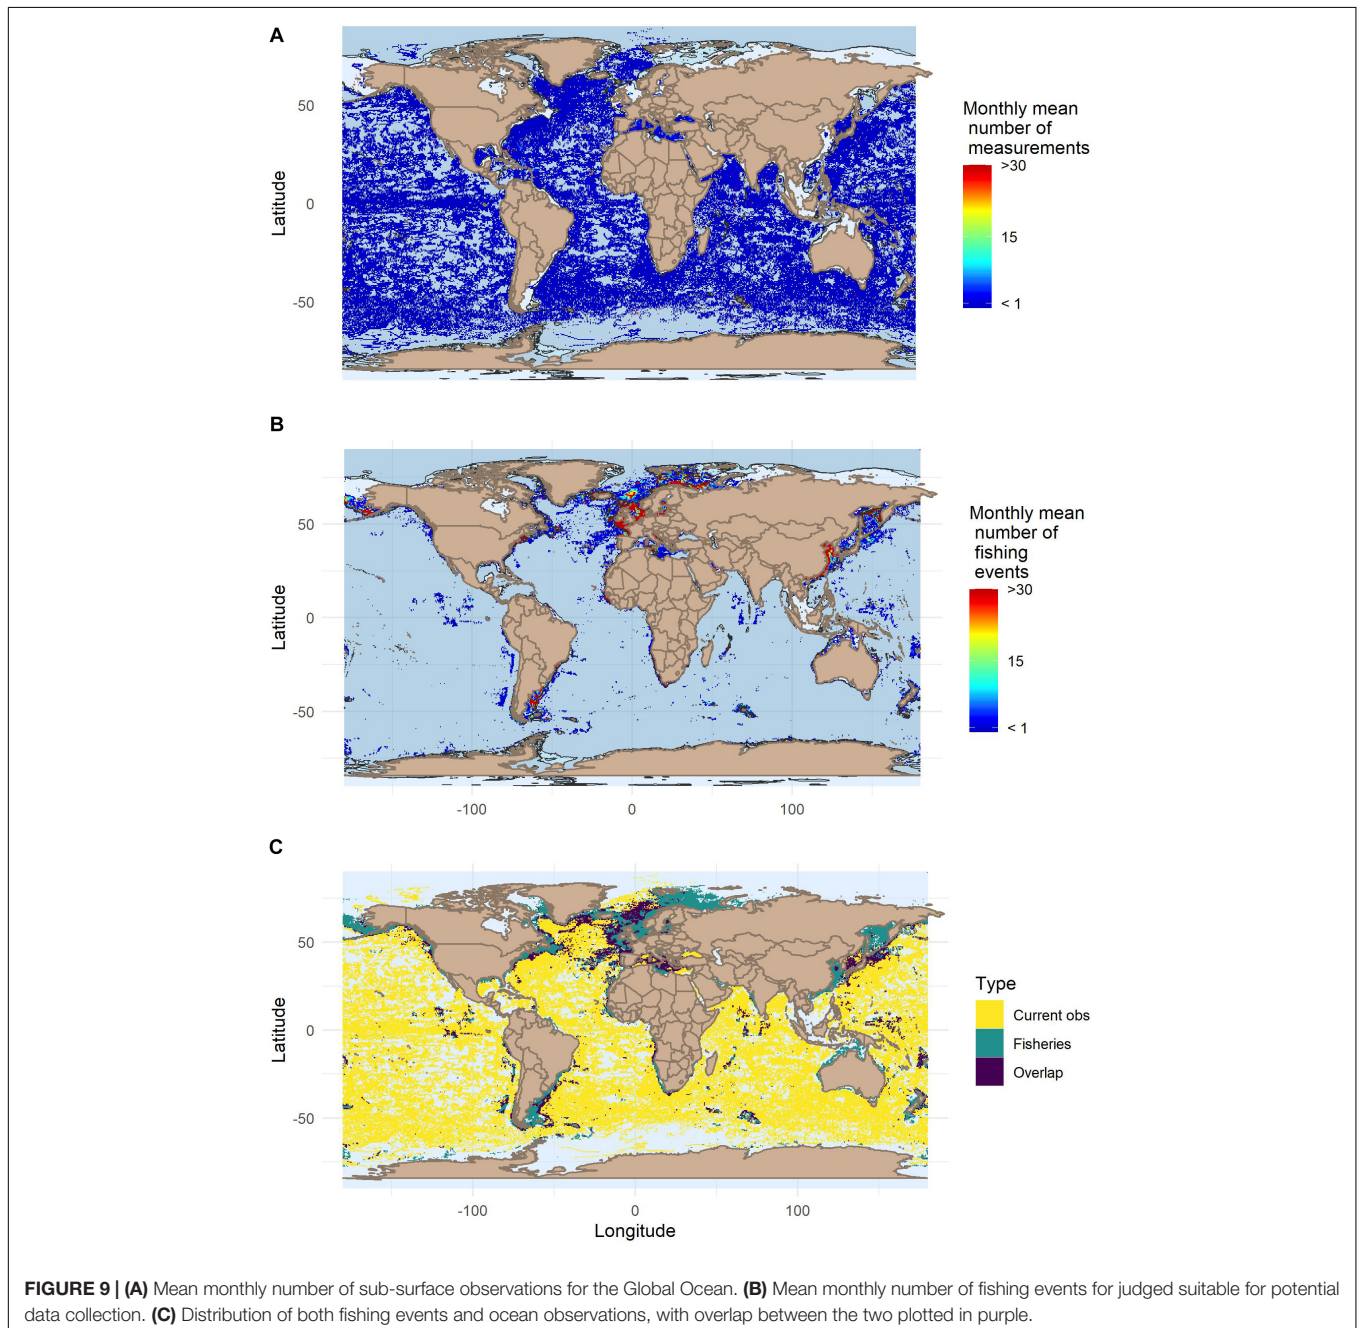 A
50
0
-50
Latitude
Monthly mean
number of
measurements
>30
15
< 1
B
50
0
-50
Latitude
-100
0
100
Monthly mean
number of
fishing
events
>30
15
< 1
C
50
0
-50
Latitude
-100
0
100
Longitude
Type
Current obs
Fisheries
Overlap
FIGURE 9 | (A) Mean monthly number of sub-surface observations for the Global Ocean. (B) Mean monthly number of fishing events for judged suitable for potential
data collection. (C) Distribution of both fishing events and ocean observations, with overlap between the two plotted in purple.